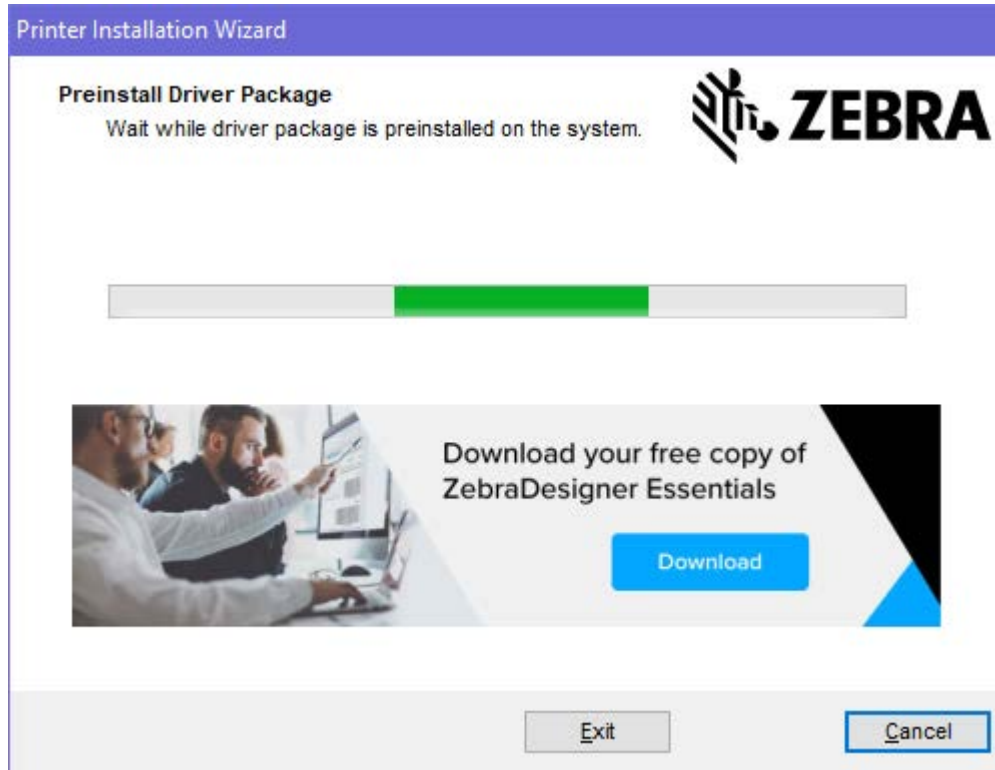 Printer Installation Wizard
Preinstall Driver Package
Wait while driver package is preinstalled on the system.
ZEBRA
Download your free copy of
ZebraDesigner Essentials
Download
Exit
Cancel